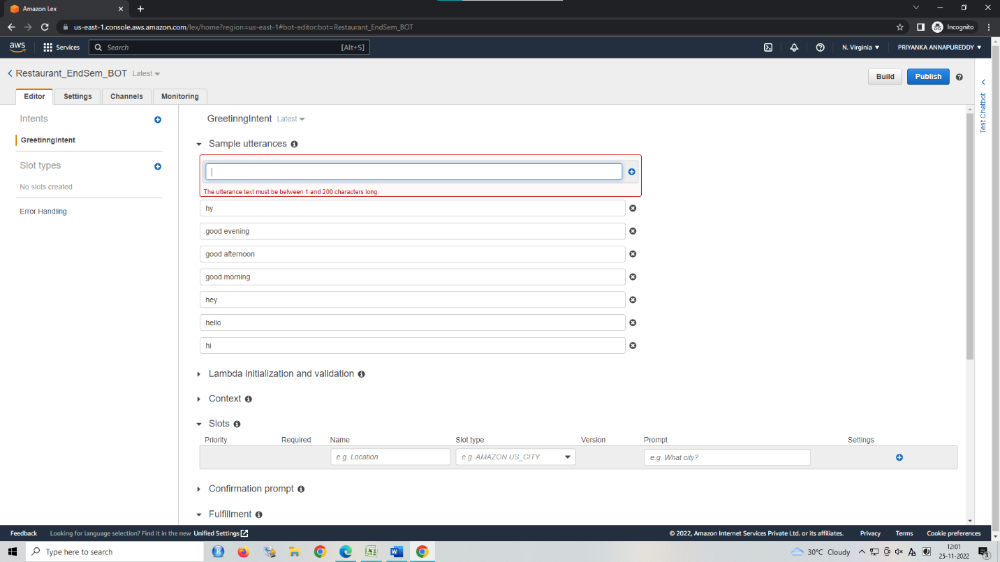 Amazon Lex
us-east-1.console.aws.amazon.com/lex/home?region=us-east-1#bot-editor:bot=Restaurant_EndSem_BOT
Incognito
aws
Services
Search
[Alt+S]
N. Virginia
PRIYANKA ANNAPUREDDY
Restaurant_EndSem_BOT Latest
Build
Publish
Editor
Settings
Channels
Monitoring
Test Chatbot
Intents
GreetinngIntent
Slot types
No slots created
Error Handling
GreetinngIntent Latest
Sample utterances
The utterance text must be between 1 and 200 characters long.
hy
good evening
good afternoon
good morning
hey
hello
hi
Lambda initialization and validation
Context
Slots
Priority Required Name Slot type Version Prompt Settings
e.g. Location e.g. AMAZON.US_CITY e.g. What city?
Confirmation prompt
Fulfillment
Feedback Looking for language selection? Find it in the new Unified Settings © 2022, Amazon Internet Services Private Ltd. or its affiliates. Privacy Terms Cookie preferences
Type here to search
30°C Cloudy
12:01
25-11-2022
3